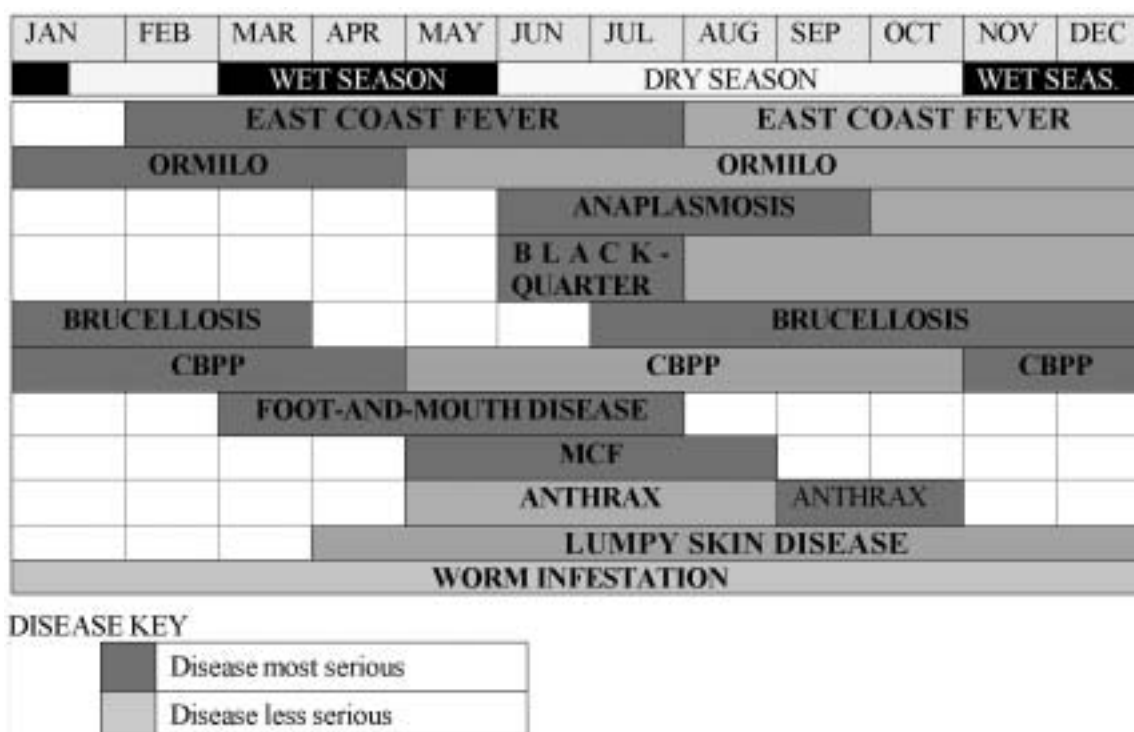 JAN FEB MAR APR MAY JUN JUL AUG SEP OCT NOV DEC
WET SEASON DRY SEASON WET SEAS.
EAST COAST FEVER EAST COAST FEVER
ORMILO ORMILO
ANAPLASMOSIS
BLACK-
QUARTER
BRUCELLOSIS BRUCELLOSIS
CBPP CBPP CBPP
FOOT-AND-MOUTH DISEASE
MCF
ANTHRAX ANTHRAX
LUMPY SKIN DISEASE
WORM INFESTATION
DISEASE KEY
Disease most serious
Disease less serious